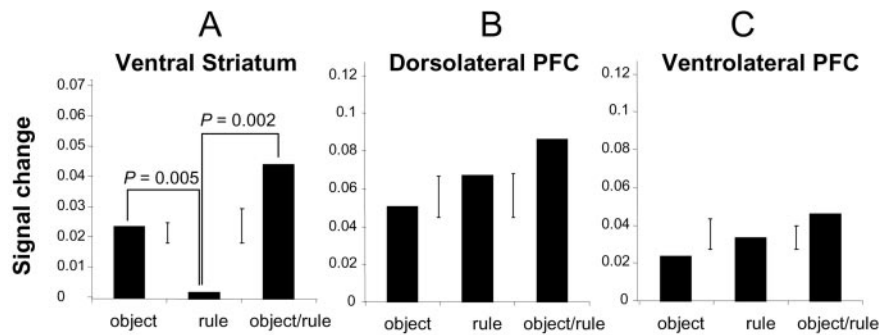 A
B
C
Ventral Striatum
Dorsolateral PFC
Ventrolateral PFC
Signal change
0.07
0.06
0.05
0.04
0.03
0.02
0.01
0
P = 0.005
P = 0.002
object
rule
object/rule
0.12
0.1
0.08
0.06
0.04
0.02
0
object
rule
object/rule
0.12
0.1
0.08
0.06
0.04
0.02
0
object
rule
object/rule